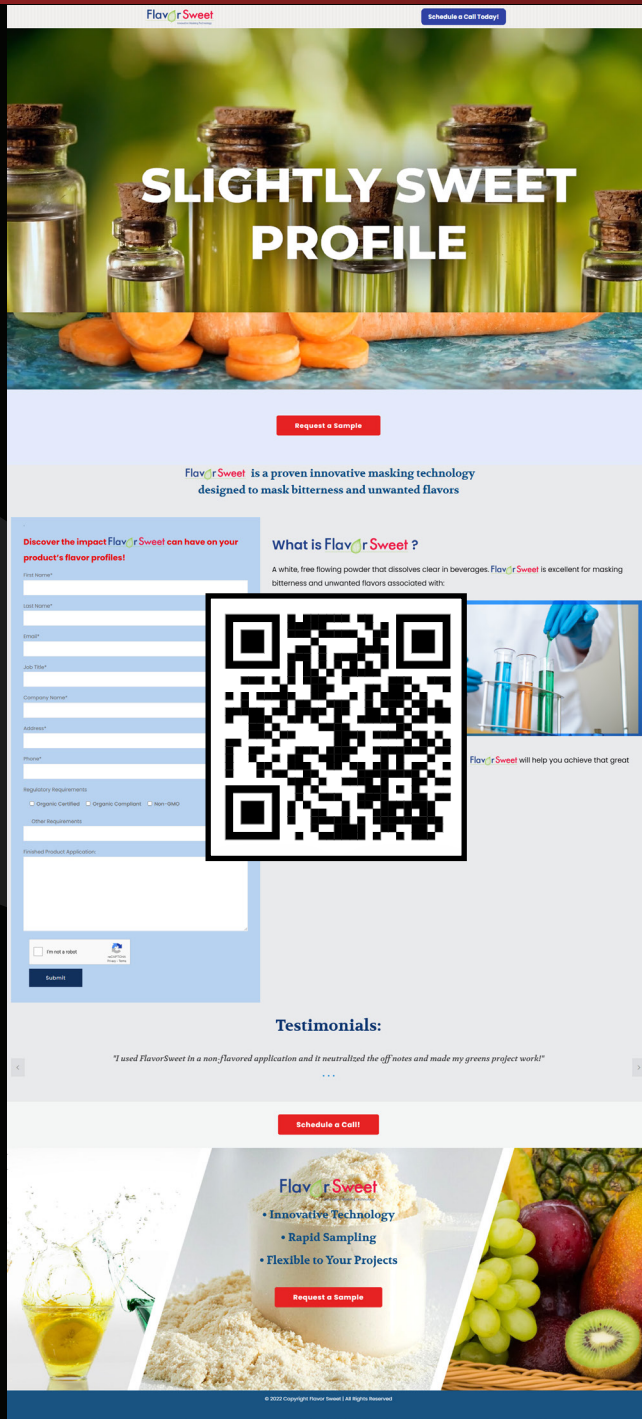 FlavorSweet
Schedule a Call Today!
SLIGHTLY SWEET
PROFILE
Request a Sample
FlavorSweet is a proven innovative masking technology
designed to mask bitterness and unwanted flavors
Discover the impact FlavorSweet can have on your
product's flavor profiles!
First Name*
Last Name*
Email*
Job Title*
Company Name*
Address*
Phone*
Regulatory Requirements
Organic Certified Organic Compliant Non-GMO
Other Requirements
Finished Product Application:
I'm not a robot
reCAPTCHA
Privacy - Terms
Submit
What is FlavorSweet ?
A white, free flowing powder that dissolves clear in beverages. FlavorSweet is excellent for masking
bitterness and unwanted flavors associated with:
FlavorSweet will help you achieve that great
Testimonials:
"I used FlavorSweet in a non-flavored application and it neutralized the off notes and made my greens project work!"
Schedule a Call!
FlavorSweet
• Innovative Technology
• Rapid Sampling
• Flexible to Your Projects
Request a Sample
© 2022 Copyright Flavor Sweet | All Rights Reserved